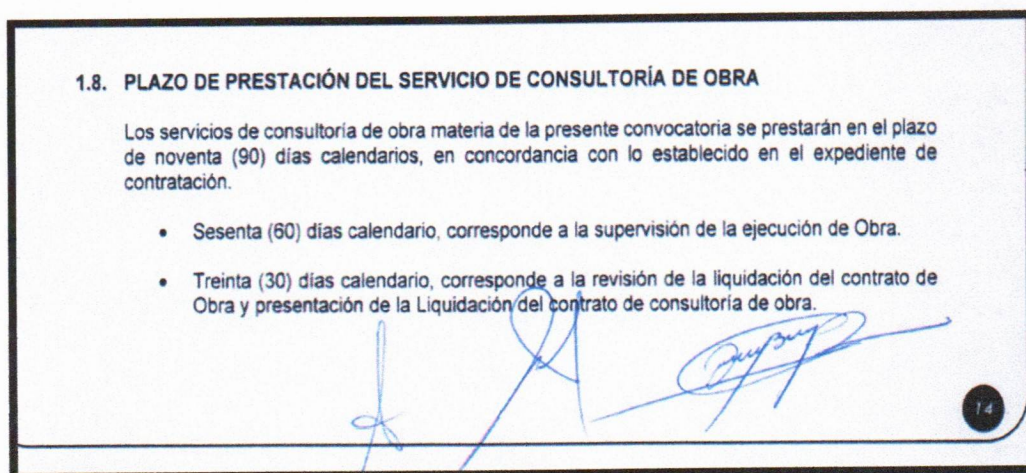 1.8. PLAZO DE PRESTACIÓN DEL SERVICIO DE CONSULTORÍA DE OBRA
Los servicios de consultoría de obra materia de la presente convocatoria se prestarán en el plazo
de noventa (90) días calendarios, en concordancia con lo establecido en el expediente de
contratación.
• Sesenta (60) días calendario, corresponde a la supervisión de la ejecución de Obra.
• Treinta (30) días calendario, corresponde a la revisión de la liquidación del contrato de
Obra y presentación de la Liquidación del contrato de consultoría de obra.
14